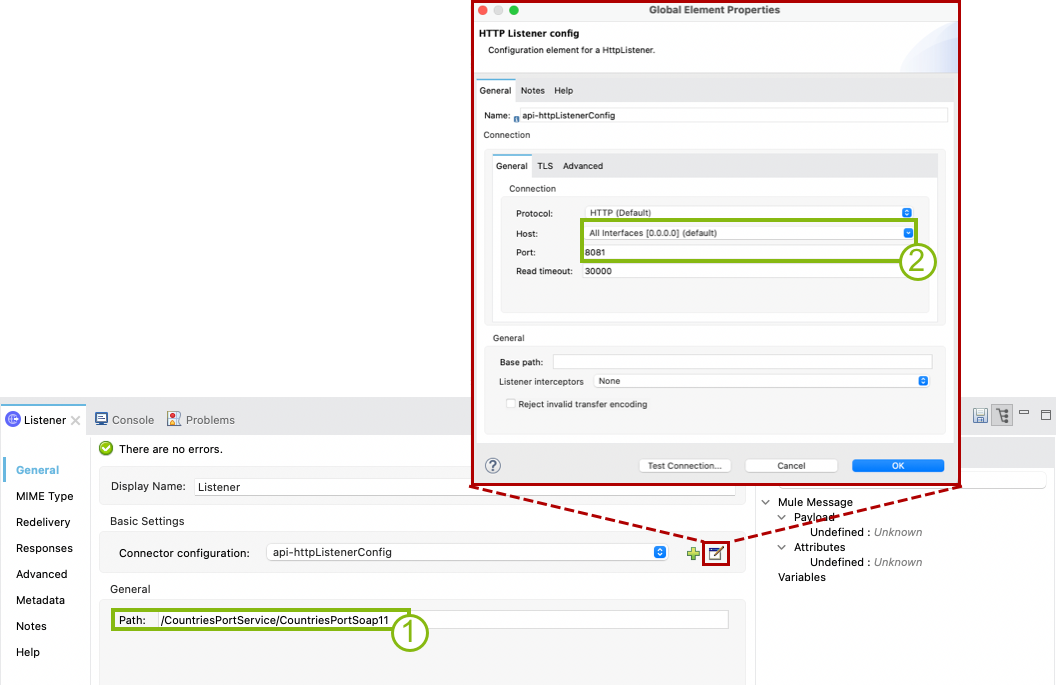 Global Element Properties
HTTP Listener config
Configuration element for a HttpListener.
General Notes Help
Name: api-httpListenerConfig
Connection
General TLS Advanced
Connection
Protocol: HTTP (Default)
Host: All Interfaces [0.0.0.0] (default)
Port: 8081
2
Read timeout: 30000
General
Base path:
Listener interceptors None
Reject invalid transfer encoding
? Test Connection... Cancel OK
Listener Console Problems
There are no errors.
General
MIME Type
Redelivery
Responses
Advanced
Metadata
Notes
Help
Display Name: Listener
Basic Settings
Connector configuration: api-httpListenerConfig
General
Path: /CountriesPortService/CountriesPortSoap11
1
Mule Message
Payload
Undefined : Unknown
Attributes
Undefined : Unknown
Variables